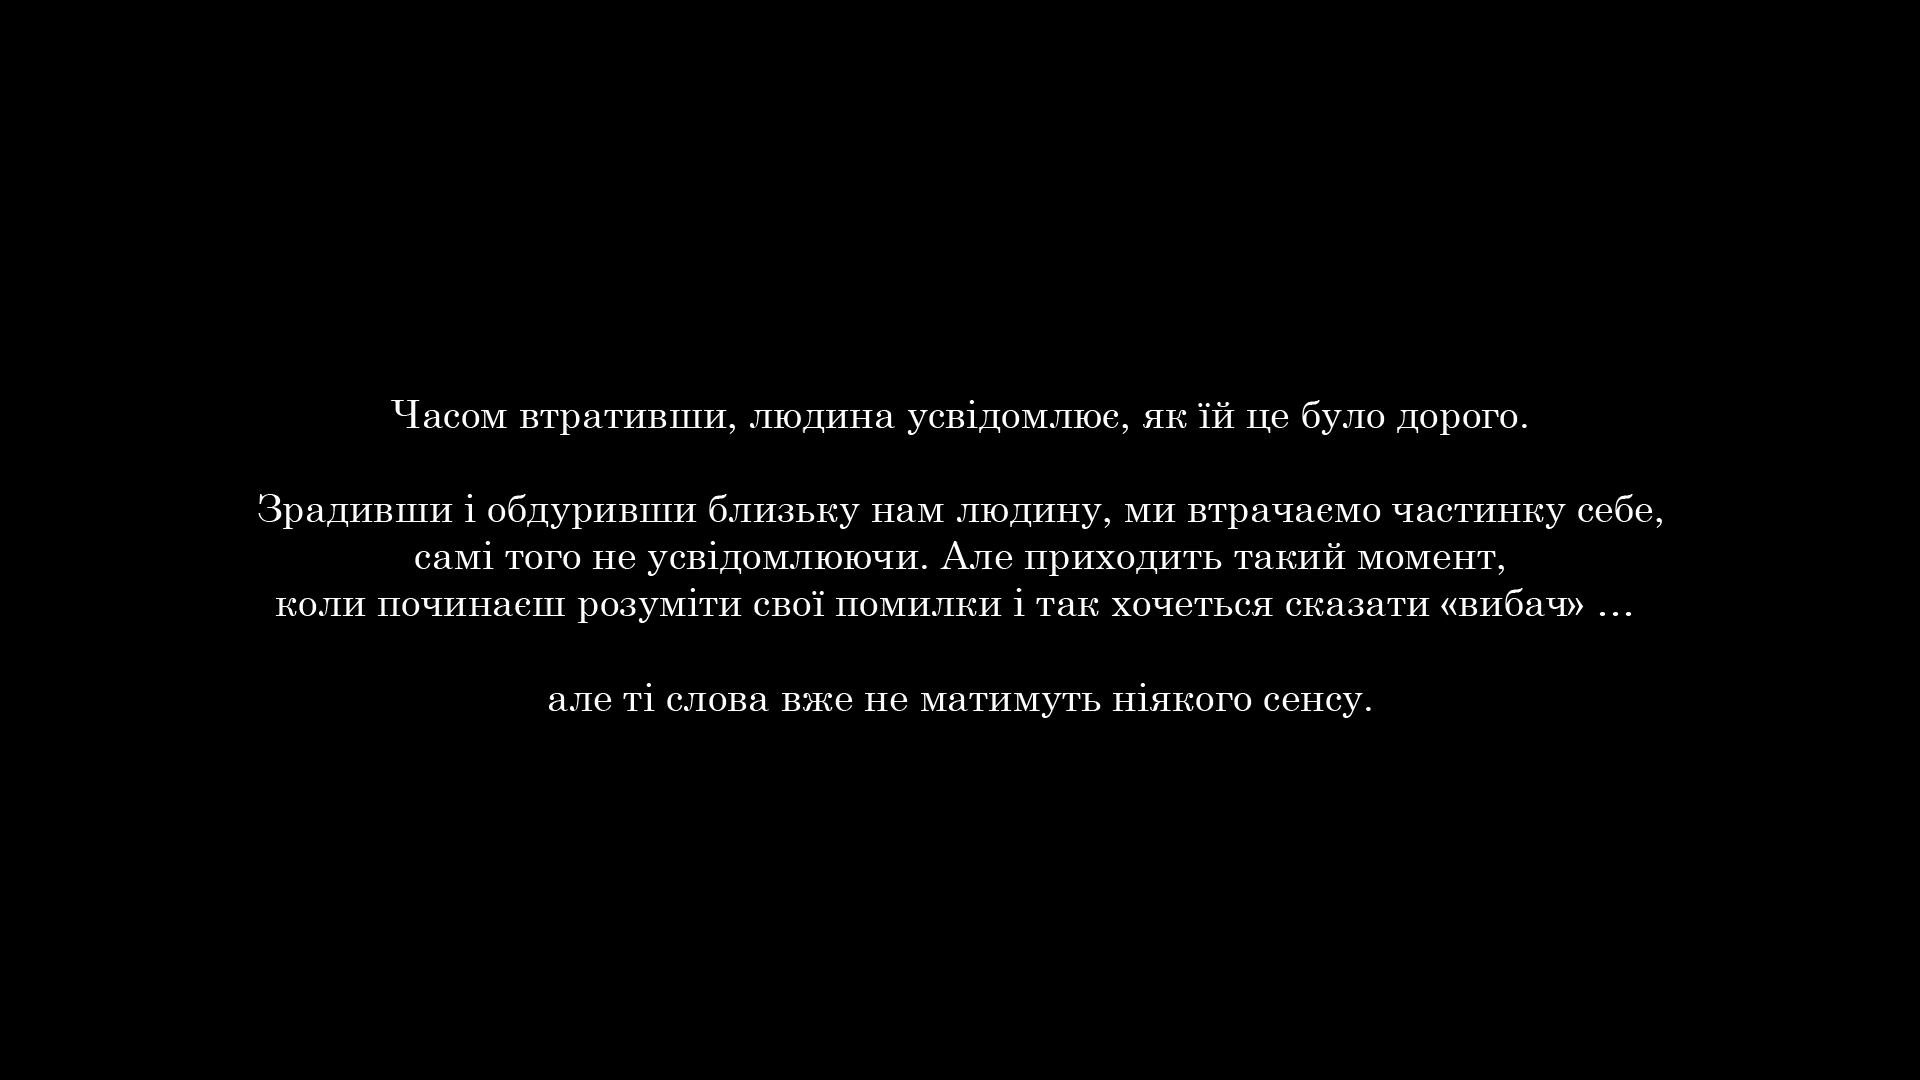 Часом втративши, людина усвідомлює, як їй це було дорого.
Зрадивши і обдуривши близьку нам людину, ми втрачаємо частинку себе,
самі того не усвідомлюючи. Але приходить такий момент,
коли починаєш розуміти свої помилки і так хочеться сказати «вибач» ...
але ті слова вже не матимуть ніякого сенсу.